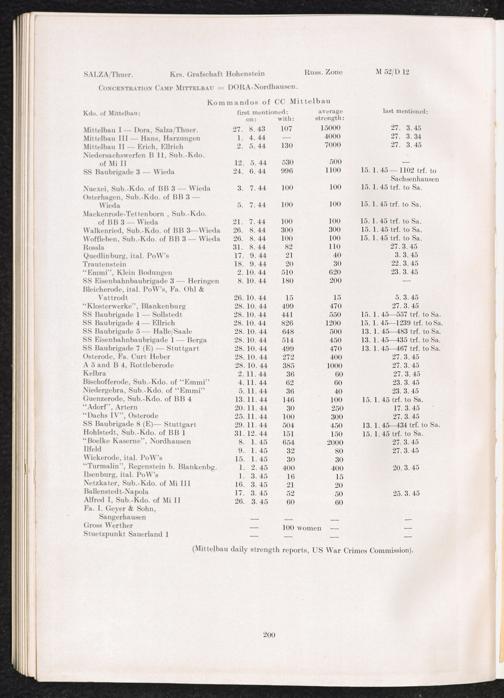 SALZA/Thuer. Krs. Grafschaft Hohenstein Russ. Zone M 52/D 12
CONCENTRATION CAMP MITTELBAU = DORA-Nordhausen.
Kommandos of CC Mittelbau
Kdo. of Mittelbau: first mentioned: average last mentioned:
on: with: strength:
Mittelbau I — Dora, Salza/Thuer. 27. 8. 43 107 15000 27. 3. 45
Mittelbau III — Hans, Harzungen 1. 4. 44 — 4000 27. 3. 34
Mittelbau II — Erich, Ellrich 2. 5. 44 130 7000 27. 3. 45
Niedersachswerfen B 11, Sub.-Kdo.
of Mi II 12. 5. 44 530 500 —
SS Baubrigade 3 — Wieda 24. 6. 44 996 1100 15. 1. 45 — 1102 trf. to
Sachsenhausen
Nuexei, Sub.-Kdo. of BB 3 — Wieda 3. 7. 44 100 100 15. 1. 45 trf. to Sa.
Osterhagen, Sub.-Kdo. of BB 3 —
Wieda 5. 7. 44 100 100 15. 1. 45 trf. to Sa.
Mackenrode-Tettenborn, Sub.-Kdo.
of BB 3 — Wieda 21. 7. 44 100 100 15. 1. 45 trf. to Sa.
Walkenried, Sub.-Kdo. of BB 3—Wieda 26. 8. 44 300 300 15. 1. 45 trf. to Sa.
Woffleben, Sub.-Kdo. of BB 3 — Wieda 26. 8. 44 100 100 15. 1. 45 trf. to Sa.
Rossla 31. 8. 44 82 110 27. 3. 45
Quedlinburg, ital. PoW's 17. 9. 44 21 40 3. 3. 45
Trautenstein 18. 9. 44 20 30 22. 3. 45
"Emmi", Klein Bodungen 2. 10. 44 510 620 23. 3. 45
SS Eisenbahnbaubrigade 3 — Heringen 8. 10. 44 180 200 —
Bleicherode, ital. PoW's, Fa. Ohl &
Vattrodt 26. 10. 44 15 15 5. 3. 45
"Klosterwerke", Blankenburg 28. 10. 44 499 470 27. 3. 45
SS Baubrigade 1 — Sollstedt 28. 10. 44 441 550 15. 1. 45—537 trf. to Sa.
SS Baubrigade 4 — Ellrich 28. 10. 44 826 1200 15. 1. 45—1239 trf. to Sa.
SS Baubrigade 5 — Halle/Saale 28. 10. 44 648 500 13. 1. 45—483 trf. to Sa.
SS Eisenbahnbaubrigade 1 — Berga 28. 10. 44 514 450 13. 1. 45—435 trf. to Sa.
SS Baubrigade 7 (E) — Stuttgart 28. 10. 44 499 470 13. 1. 45—467 trf. to Sa.
Osterode, Fa. Curt Heber 28. 10. 44 272 400 27. 3. 45
A 5 and B 4, Rottleberode 28. 10. 44 385 1000 27. 3. 45
Kelbra 2. 11. 44 36 60 27. 3. 45
Bischofferode, Sub.-Kdo. of "Emmi" 4. 11. 44 62 60 23. 3. 45
Niedergebra, Sub.-Kdo. of "Emmi" 5. 11. 44 36 40 23. 3. 45
Guenzerode, Sub.-Kdo. of BB 4 13. 11. 44 146 100 15. 1. 45 trf. to Sa.
"Adorf", Artern 20. 11. 44 30 250 17. 3. 45
"Dachs IV", Osterode 25. 11. 44 100 300 27. 3. 45
SS Baubrigade 8 (E)— Stuttgart 29. 11. 44 504 450 13. 1. 45—434 trf. to Sa.
Hohlstedt, Sub.-Kdo. of BB 1 31. 12. 44 151 150 15. 1. 45 trf. to Sa.
"Boelke Kaserne", Nordhausen 8. 1. 45 654 2000 27. 3. 45
Ilfeld 9. 1. 45 32 80 27. 3. 45
Wickerode, ital. PoW's 15. 1. 45 30 30
"Turmalin", Regenstein b. Blankenbg. 1. 2. 45 400 400 20. 3. 45
Ilsenburg, ital. PoW's 1. 3. 45 16 15
Netzkater, Sub.-Kdo. of Mi III 16. 3. 45 21 20
Ballenstedt-Napola 17. 3. 45 52 50 25. 3. 45
Alfred I, Sub.-Kdo. of Mi II 26. 3. 45 60 60
Fa. I. Geyer & Sohn,
Sangerhausen — — — —
Gross Werther — 100 women — —
Stuetzpunkt Sauerland 1 — — — —
(Mittelbau daily strength reports, US War Crimes Commission).
200